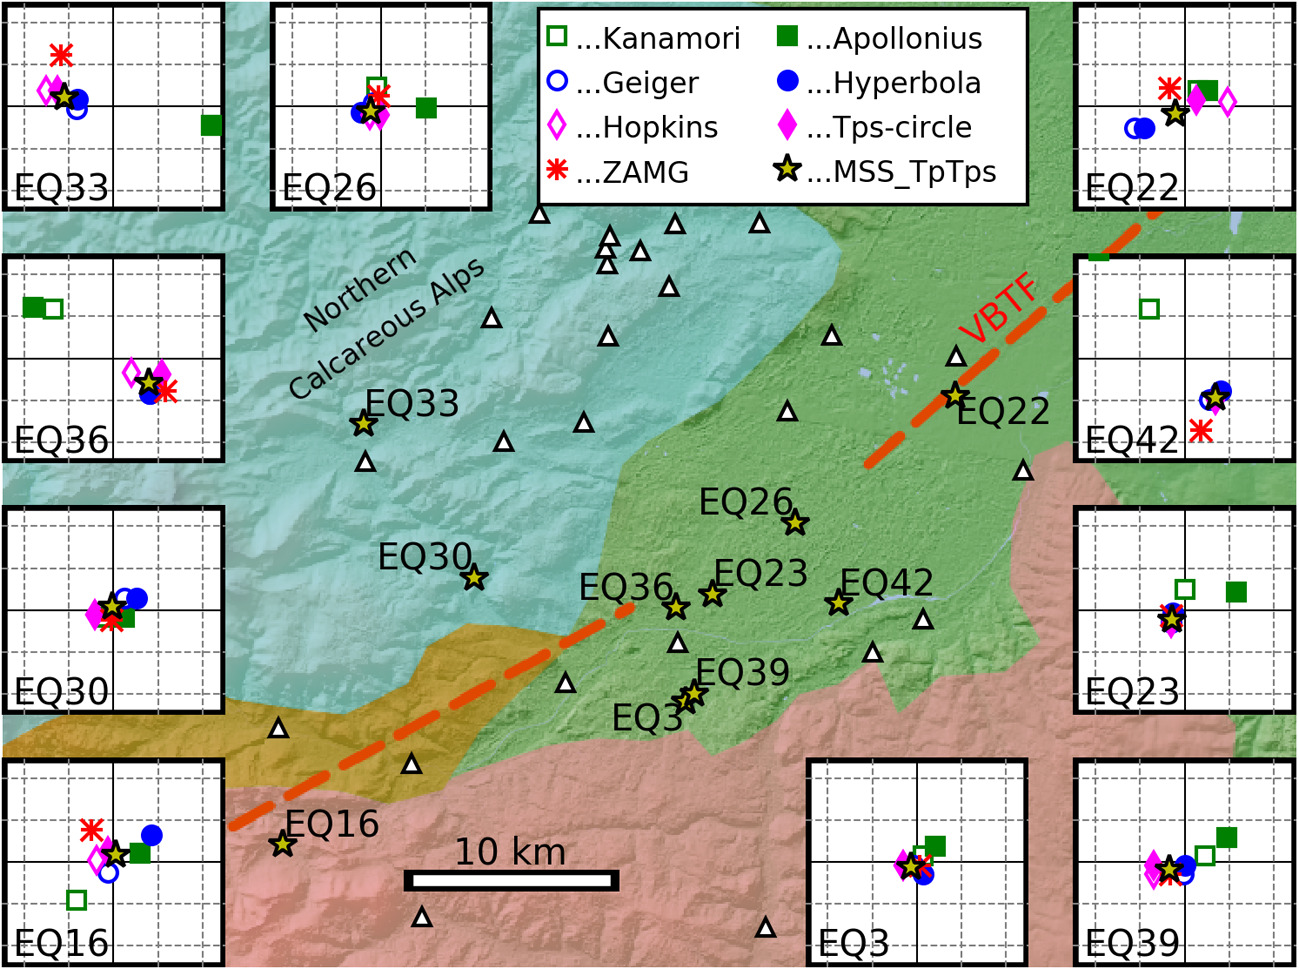 ...Kanamori
...Apollonius
...Geiger
...Hyperbola
...Hopkins
...Tps-circle
...ZAMG
...MSS_TpTps
EQ33
EQ26
EQ22
Northern
Calcareous Alps
VBTF
EQ33
EQ22
EQ36
EQ42
EQ26
EQ30
EQ36
EQ23
EQ42
EQ30
EQ39
EQ3
EQ23
EQ16
10 km
EQ16
EQ3
EQ39